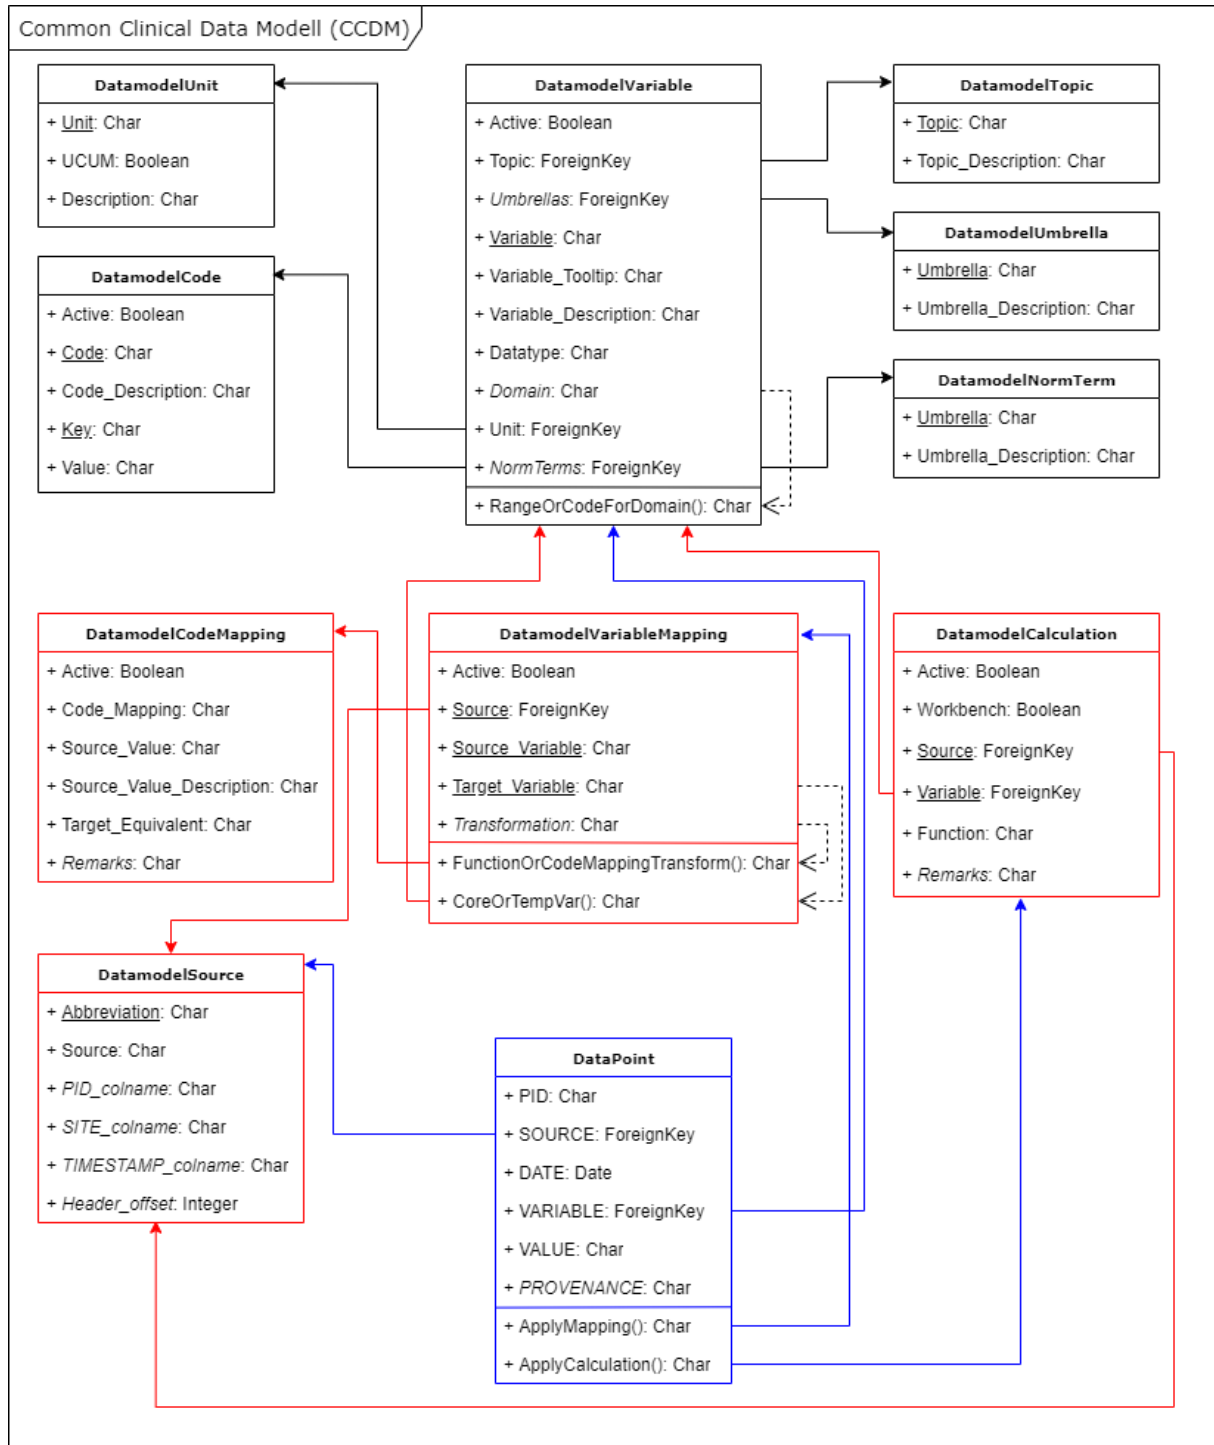 Common Clinical Data Modell (CCDM)
DatamodelUnit
+ Unit: Char
+ UCUM: Boolean
+ Description: Char
DatamodelCode
+ Active: Boolean
+ Code: Char
+ Code_Description: Char
+ Key: Char
+ Value: Char
DatamodelVariable
+ Active: Boolean
+ Topic: ForeignKey
+ Umbrellas: ForeignKey
+ Variable: Char
+ Variable_Tooltip: Char
+ Variable_Description: Char
+ Datatype: Char
+ Domain: Char
+ Unit: ForeignKey
+ NormTerms: ForeignKey
+ RangeOrCodeForDomain(): Char
DatamodelTopic
+ Topic: Char
+ Topic_Description: Char
DatamodelUmbrella
+ Umbrella: Char
+ Umbrella_Description: Char
DatamodelNormTerm
+ Umbrella: Char
+ Umbrella_Description: Char
DatamodelCodeMapping
+ Active: Boolean
+ Code_Mapping: Char
+ Source_Value: Char
+ Source_Value_Description: Char
+ Target_Equivalent: Char
+ Remarks: Char
DatamodelVariableMapping
+ Active: Boolean
+ Source: ForeignKey
+ Source_Variable: Char
+ Target_Variable: Char
+ Transformation: Char
+ FunctionOrCodeMappingTransform(): Char
+ CoreOrTempVar(): Char
DatamodelCalculation
+ Active: Boolean
+ Workbench: Boolean
+ Source: ForeignKey
+ Variable: ForeignKey
+ Function: Char
+ Remarks: Char
DatamodelSource
+ Abbreviation: Char
+ Source: Char
+ PID_colname: Char
+ SITE_colname: Char
+ TIMESTAMP_colname: Char
+ Header_offset: Integer
DataPoint
+ PID: Char
+ SOURCE: ForeignKey
+ DATE: Date
+ VARIABLE: ForeignKey
+ VALUE: Char
+ PROVENANCE: Char
+ ApplyMapping(): Char
+ ApplyCalculation(): Char